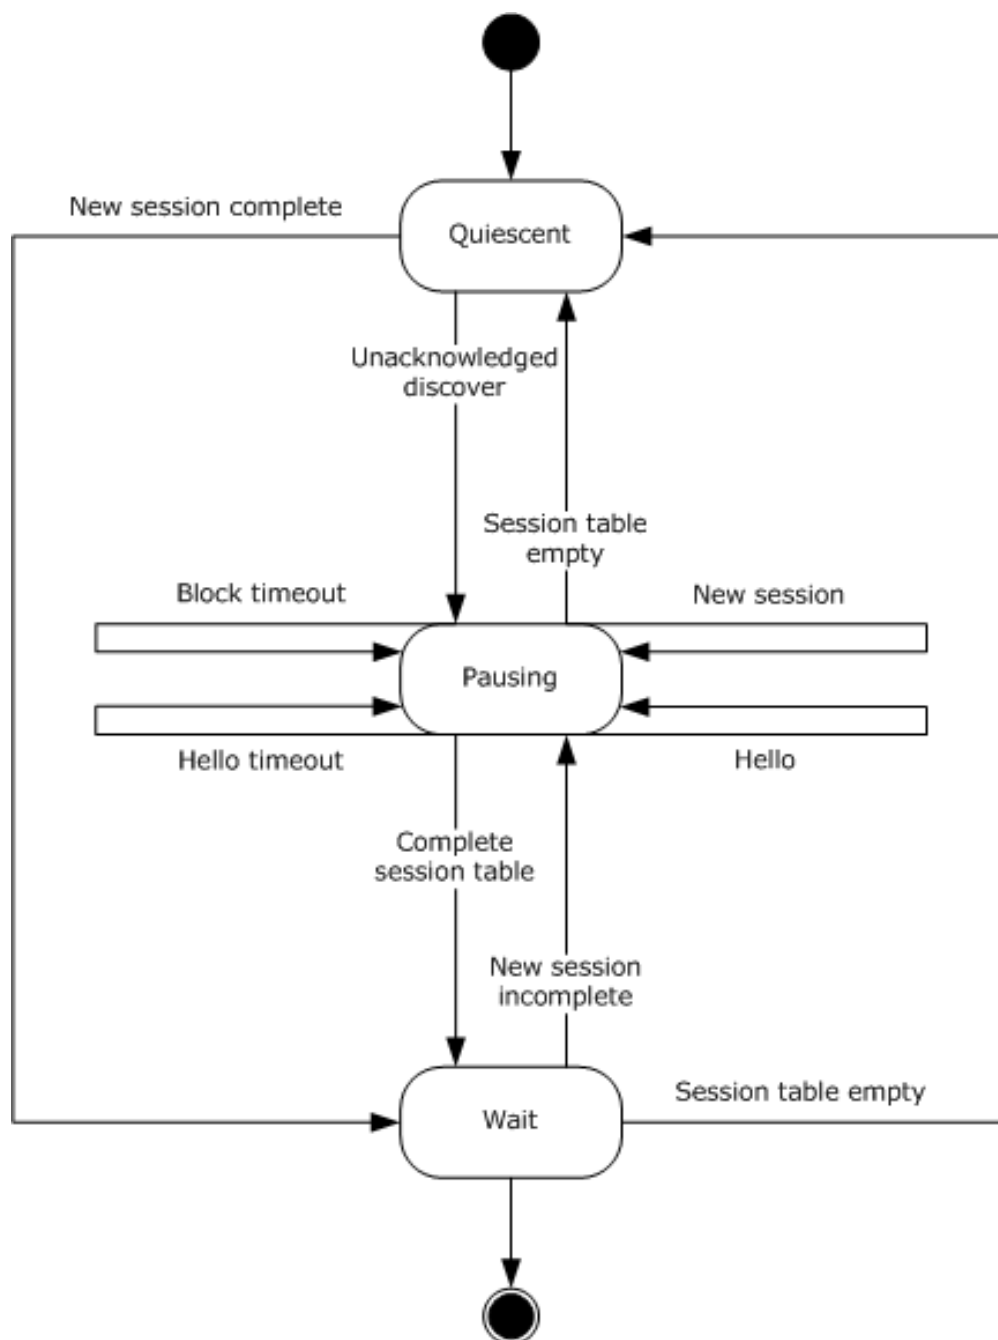 New session complete
Quiescent
Unacknowledged
discover
Session table
empty
Block timeout
New session
Pausing
Hello timeout
Hello
Complete
session table
New session
incomplete
Session table empty
Wait